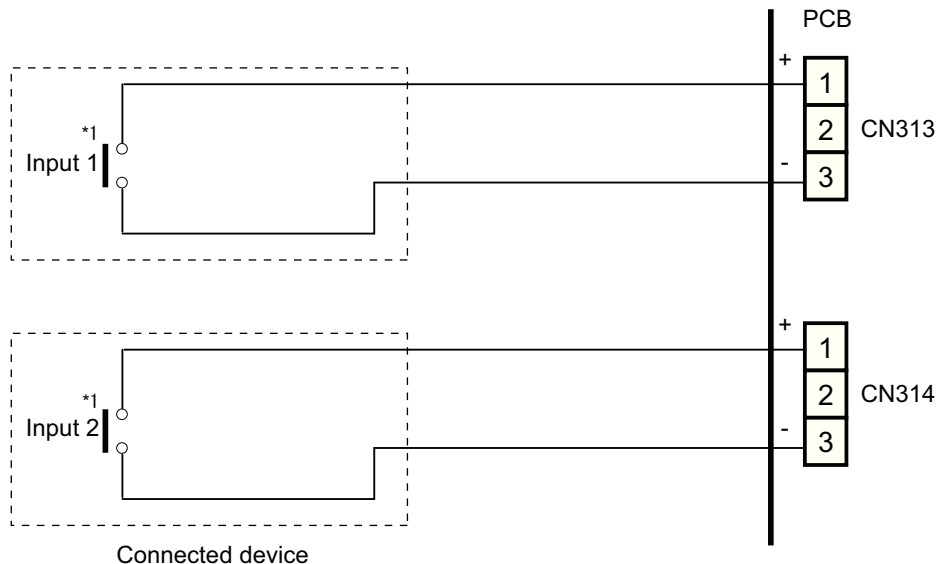 PCB
+
1
*1
Input 1
2
CN313
-
3
+
1
*1
Input 2
2
CN314
-
3
Connected device